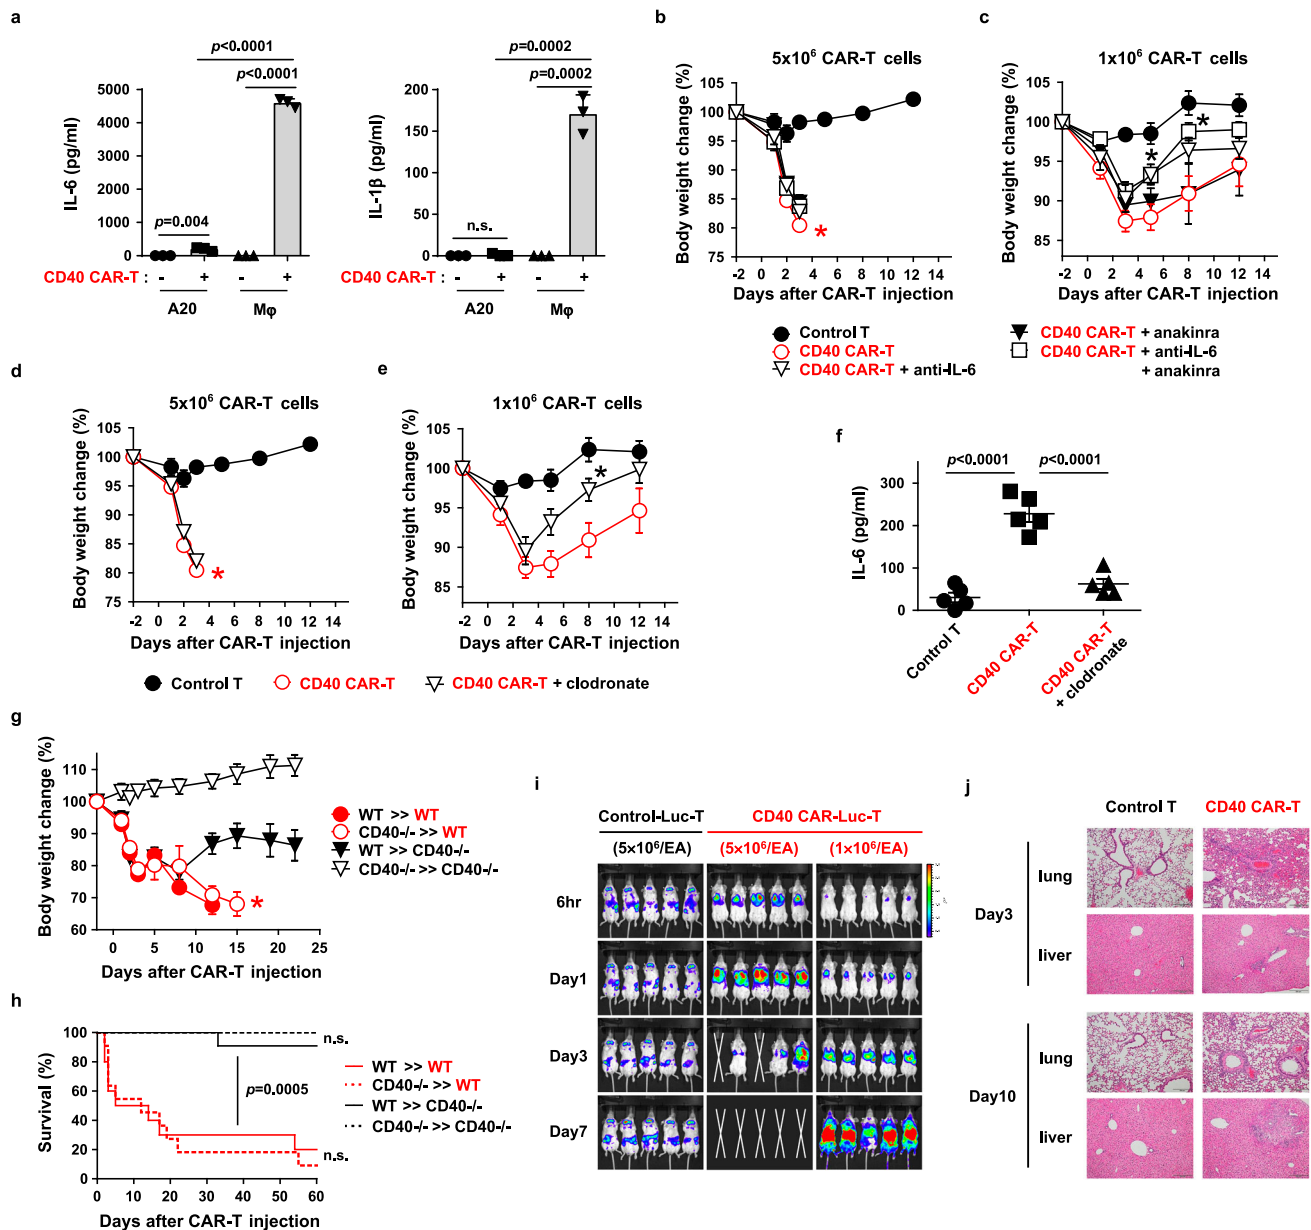 a
p<0.0001
p<0.0001
p=0.004
IL-6 (pg/ml)
5000
4000
3000
2000
1000
0
CD40 CAR-T : - + - +
A20 Mφ
p=0.0002
p=0.0002
n.s.
IL-1β (pg/ml)
200
150
100
50
0
CD40 CAR-T : - + - +
A20 Mφ
b
5x10⁶ CAR-T cells
Body weight change (%)
105
100
95
90
85
80
75
*
-2 0 2 4 6 8 10 12 14
Days after CAR-T injection
c
1x10⁶ CAR-T cells
Body weight change (%)
105
100
95
90
85
*
*
-2 0 2 4 6 8 10 12 14
Days after CAR-T injection
Control T
CD40 CAR-T
CD40 CAR-T + anti-IL-6
CD40 CAR-T + anakinra
CD40 CAR-T + anti-IL-6
+ anakinra
d
5x10⁶ CAR-T cells
Body weight change (%)
105
100
95
90
85
80
75
*
-2 0 2 4 6 8 10 12 14
Days after CAR-T injection
e
1x10⁶ CAR-T cells
Body weight change (%)
105
100
95
90
85
80
*
-2 0 2 4 6 8 10 12 14
Days after CAR-T injection
Control T CD40 CAR-T CD40 CAR-T + clodronate
f
p<0.0001 p<0.0001
IL-6 (pg/ml)
300
200
100
0
Control T
CD40 CAR-T
CD40 CAR-T
+ clodronate
g
Body weight change (%)
110
100
90
80
70
60
*
0 5 10 15 20 25
Days after CAR-T injection
WT >> WT
CD40-/- >> WT
WT >> CD40-/-
CD40-/- >> CD40-/-
h
Survival (%)
100
80
60
40
20
0
n.s.
p=0.0005
n.s.
0 10 20 30 40 50 60
Days after CAR-T injection
WT >> WT
CD40-/- >> WT
WT >> CD40-/-
CD40-/- >> CD40-/-
i
Control-Luc-T CD40 CAR-Luc-T
(5×10⁶/EA) (5×10⁶/EA) (1×10⁶/EA)
6hr
Day1
Day3
Day7
j
Control T CD40 CAR-T
Day3
lung
liver
Day10
lung
liver